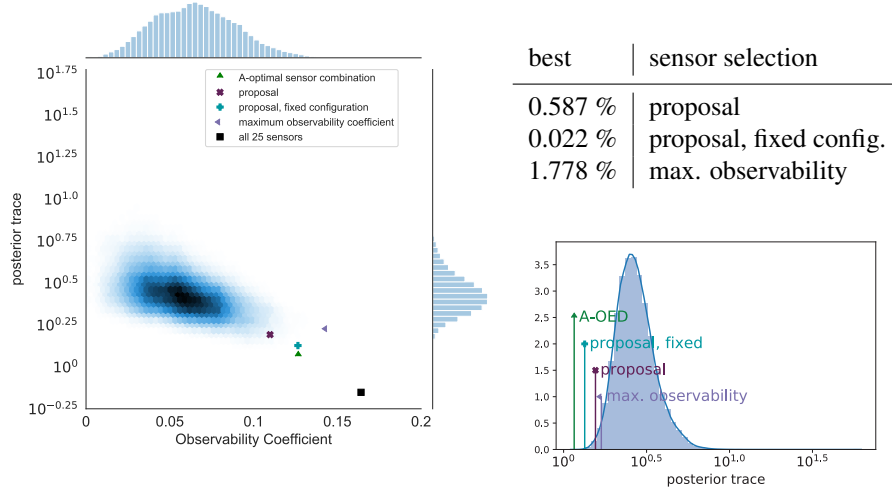 10^1.75
10^1.5
10^1.25
10^1.0
10^0.75
10^0.5
10^0.25
10^0
10^-0.25
posterior trace
0 0.05 0.1 0.15 0.2
Observability Coefficient
A-optimal sensor combination
proposal
proposal, fixed configuration
maximum observability coefficient
all 25 sensors
best sensor selection
0.587 % proposal
0.022 % proposal, fixed config.
1.778 % max. observability
3.5
3.0
2.5
2.0
1.5
1.0
0.5
0.0
A-OED
proposal, fixed
proposal
max. observability
10^0 10^0.5 10^1.0 10^1.5
posterior trace